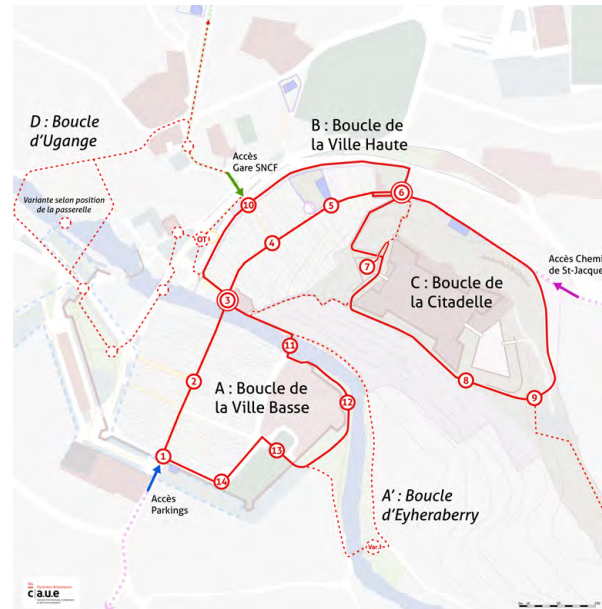 D : Boucle
d'Ugange
B : Boucle de
la Ville Haute
Accès
Gare SNCF
Variante selon position
de la passerelle
OT
10
5
6
4
7
Accès Chemi
de St-Jacque
C : Boucle de
la Citadelle
3
11
2
A : Boucle de
la Ville Basse
8
9
12
1
13
14
Accès
Parkings
A' : Boucle
d'Eyheraberry
Var.
c|a.u.e